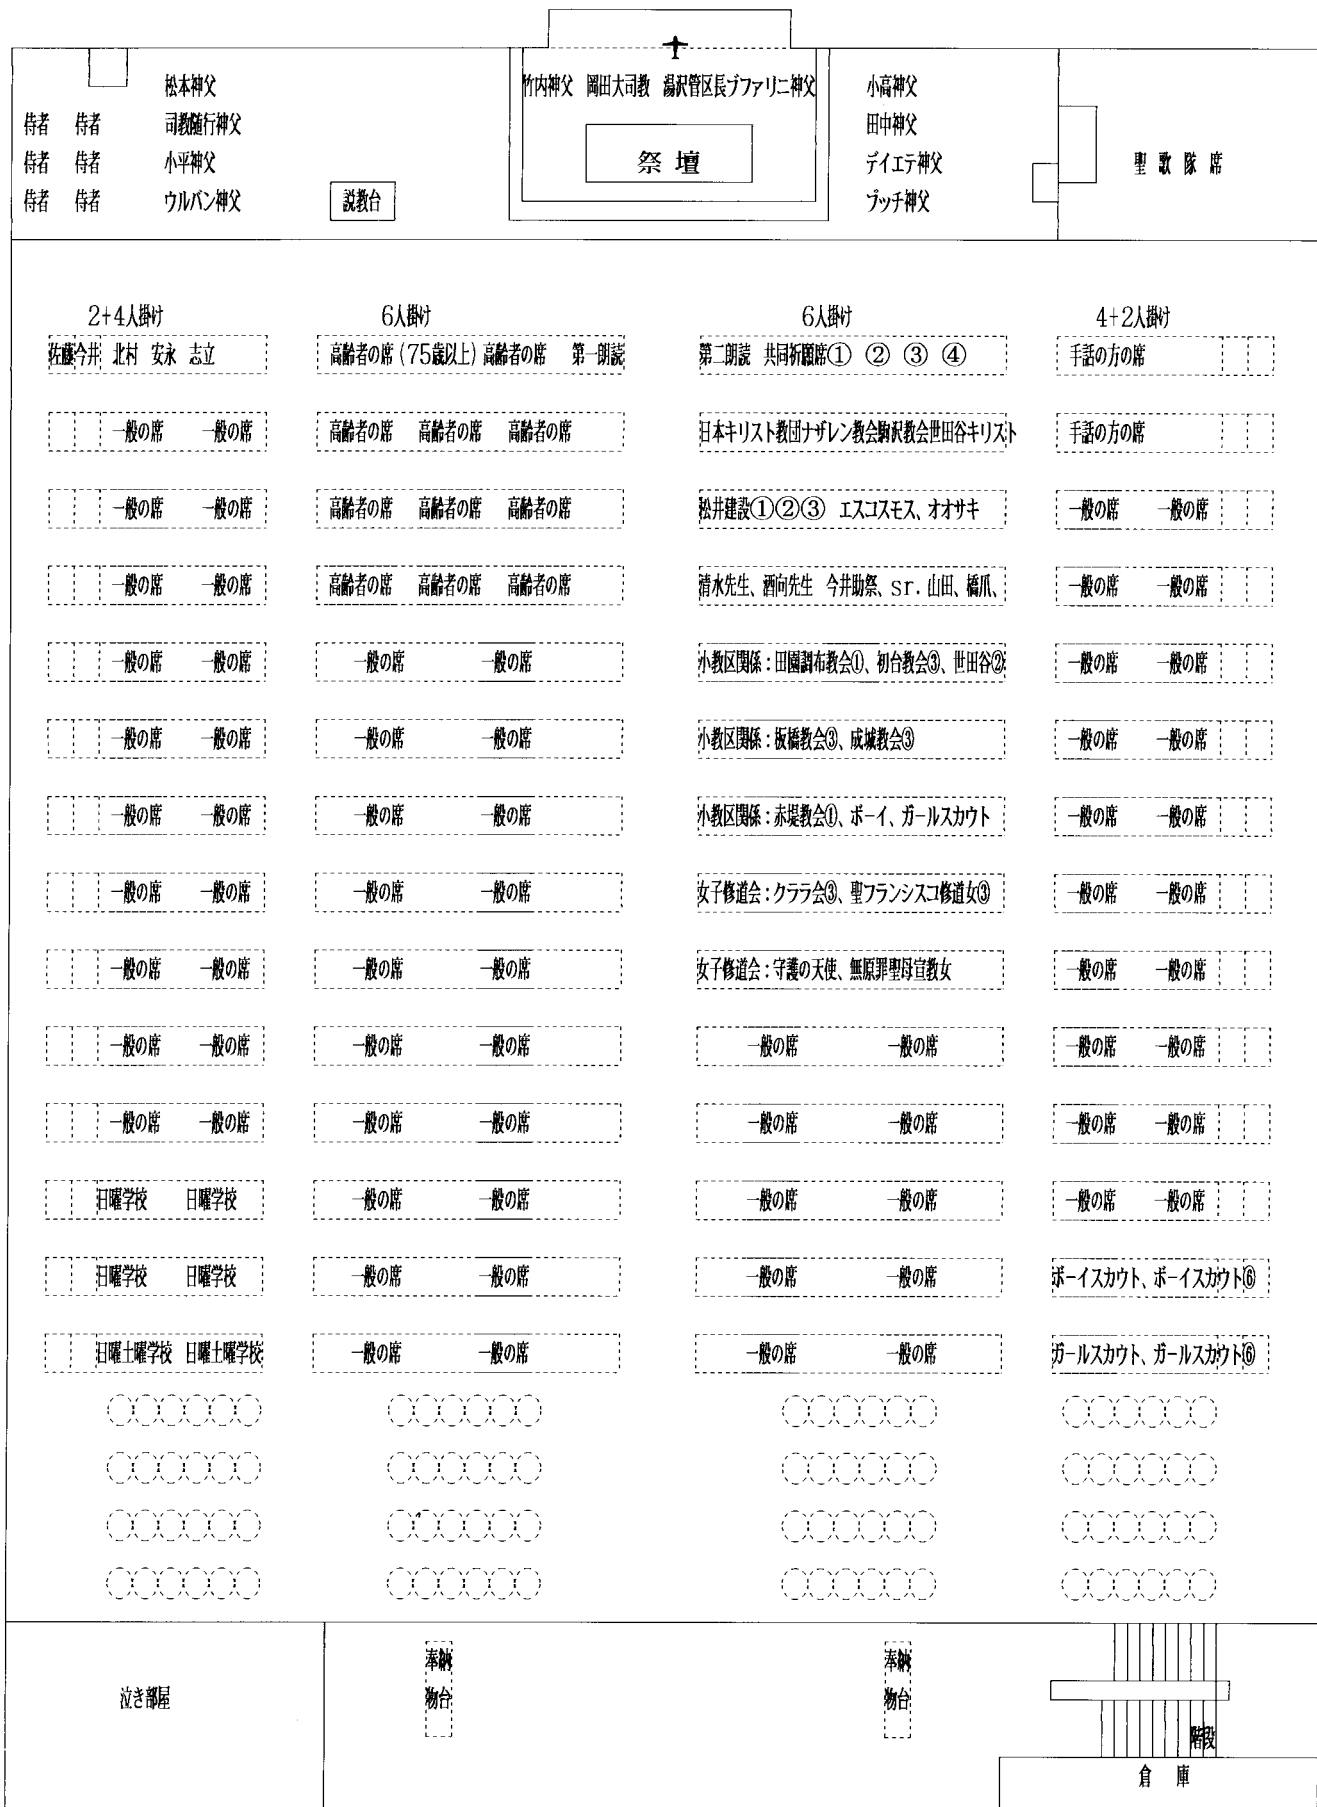 松本神父 竹内神父 岡田大司教 湯沢管区長ブファリニ神父 小高神父
侍者 侍者 司教随行神父 田中神父
侍者 侍者 小平神父 祭壇 デイエテ神父 聖歌隊席
侍者 侍者 ウルバン神父 説教台 プッチ神父
2+4人掛け 6人掛け 6人掛け 4+2人掛け
佐藤 今井 北村 安永 志立 高齢者の席(75歳以上)高齢者の席 第一朗読 第二朗読 共同祈願席① ② ③ ④ 手話の方の席
一般の席 一般の席 高齢者の席 高齢者の席 高齢者の席 日本キリスト教団ナザレン教会駒沢教会世田谷キリスト 手話の方の席
一般の席 一般の席 高齢者の席 高齢者の席 高齢者の席 松井建設①②③ エスコスモス、オオサキ 一般の席 一般の席
一般の席 一般の席 高齢者の席 高齢者の席 高齢者の席 清水先生、酒向先生 今井助祭、sr.山田、橋爪、 一般の席 一般の席
一般の席 一般の席 一般の席 一般の席 小教区関係:田園調布教会①、初台教会③、世田谷② 一般の席 一般の席
一般の席 一般の席 一般の席 一般の席 小教区関係:板橋教会③、成城教会③ 一般の席 一般の席
一般の席 一般の席 一般の席 一般の席 小教区関係:赤堤教会①、ボーイ、ガールスカウト 一般の席 一般の席
一般の席 一般の席 一般の席 一般の席 女子修道会:クララ会③、聖フランシスコ修道女③ 一般の席 一般の席
一般の席 一般の席 一般の席 一般の席 女子修道会:守護の天使、無原罪聖母宣教女 一般の席 一般の席
一般の席 一般の席 一般の席 一般の席 一般の席 一般の席 一般の席 一般の席
一般の席 一般の席 一般の席 一般の席 一般の席 一般の席 一般の席 一般の席
日曜学校 日曜学校 一般の席 一般の席 一般の席 一般の席 一般の席 一般の席
日曜学校 日曜学校 一般の席 一般の席 一般の席 一般の席 ボーイスカウト、ボーイスカウト⑥
日曜土曜学校 日曜土曜学校 一般の席 一般の席 一般の席 一般の席 ガールスカウト、ガールスカウト⑥
泣き部屋 奉納物台 奉納物台 階段
倉庫